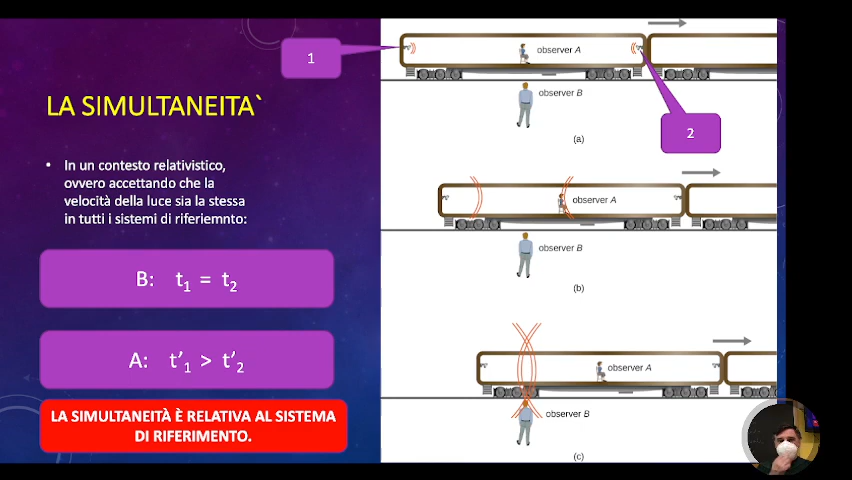 LA SIMULTANEITA`
• In un contesto relativistico,
ovvero accettando che la
velocità della luce sia la stessa
in tutti i sistemi di riferiemnto:
B: t₁ = t₂
A: t'₁ > t'₂
LA SIMULTANEITÀ È RELATIVA AL SISTEMA
DI RIFERIMENTO.
1
observer A
observer B
2
(a)
observer A
observer B
(b)
observer A
observer B
(c)